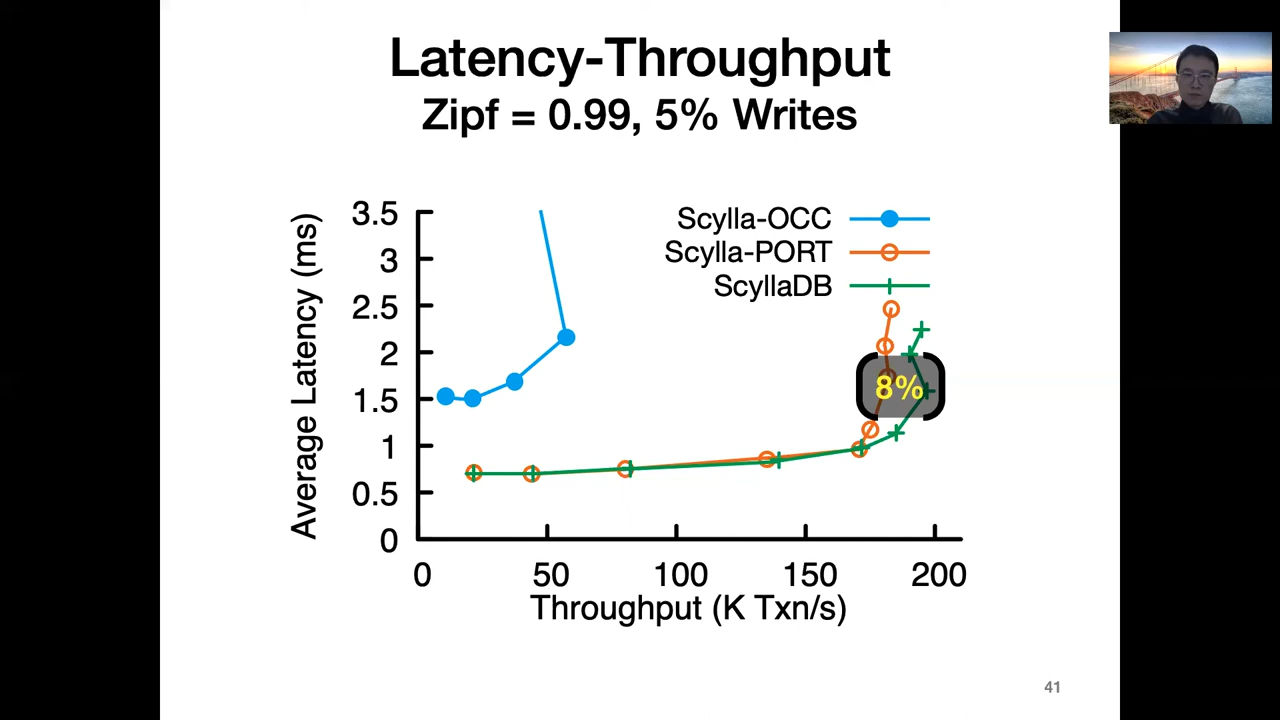 Latency-Throughput
Zipf = 0.99, 5% Writes
Scylla-OCC
Scylla-PORT
ScyllaDB
8%
Average Latency (ms)
3.5
3
2.5
2
1.5
1
0.5
0
0 50 100 150 200
Throughput (K Txn/s)
41